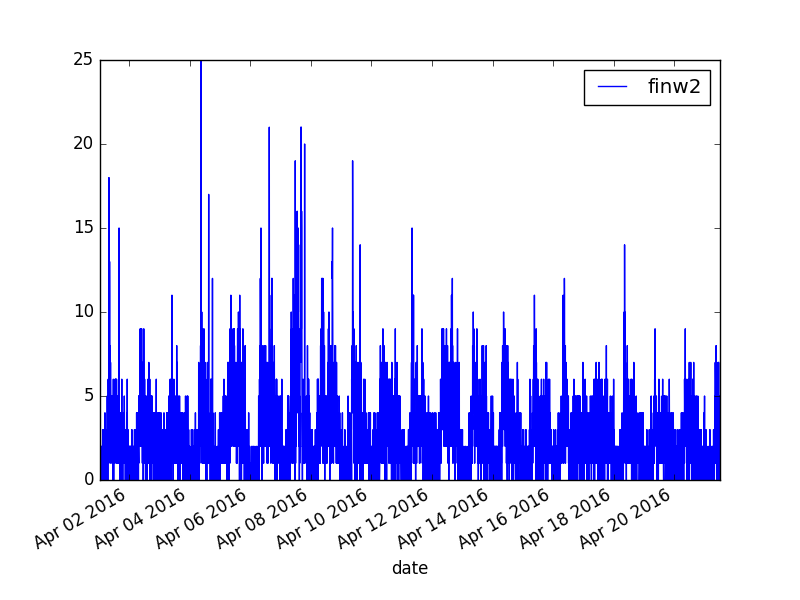 25
finw2
20
15
10
5
0
Apr 02 2016
Apr 04 2016
Apr 06 2016
Apr 08 2016
Apr 10 2016
Apr 12 2016
Apr 14 2016
Apr 16 2016
Apr 18 2016
Apr 20 2016
date